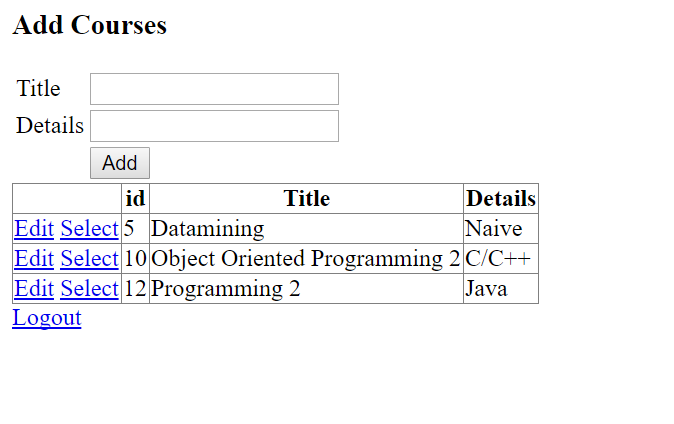 Add Courses
Title
Details
Add
id Title Details
Edit Select 5 Datamining Naive
Edit Select 10 Object Oriented Programming 2 C/C++
Edit Select 12 Programming 2 Java
Logout